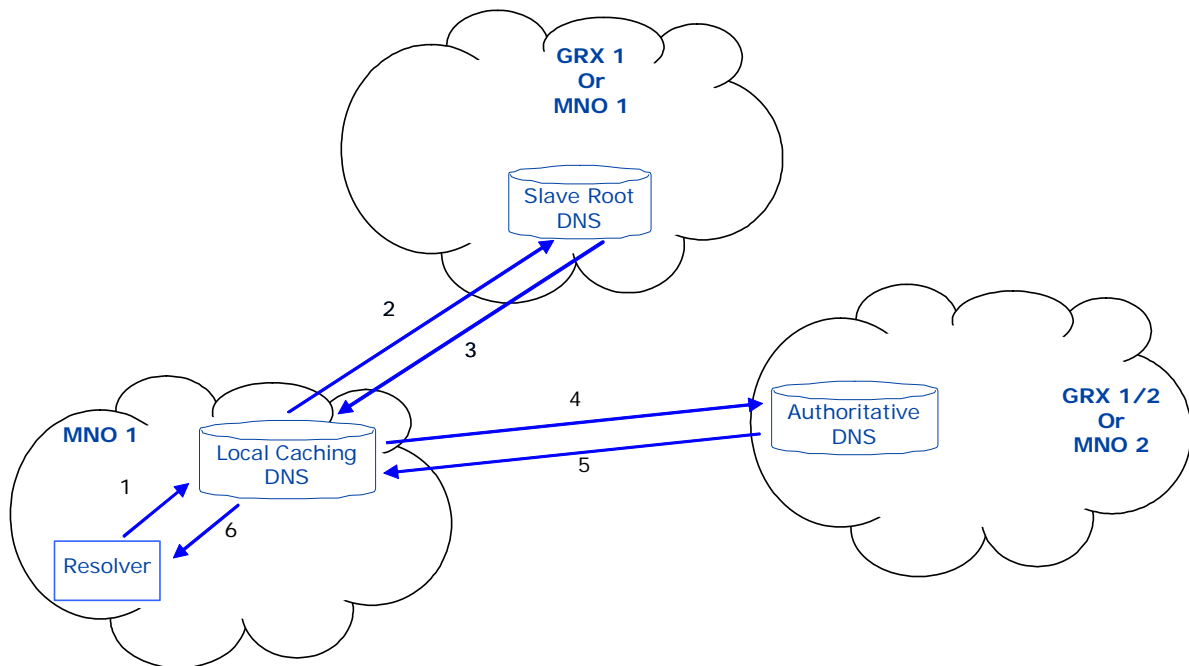 GRX 1
Or
MNO 1
Slave Root
DNS
2
3
MNO 1
Local Caching
DNS
1
6
Resolver
4
5
Authoritative
DNS
GRX 1/2
Or
MNO 2